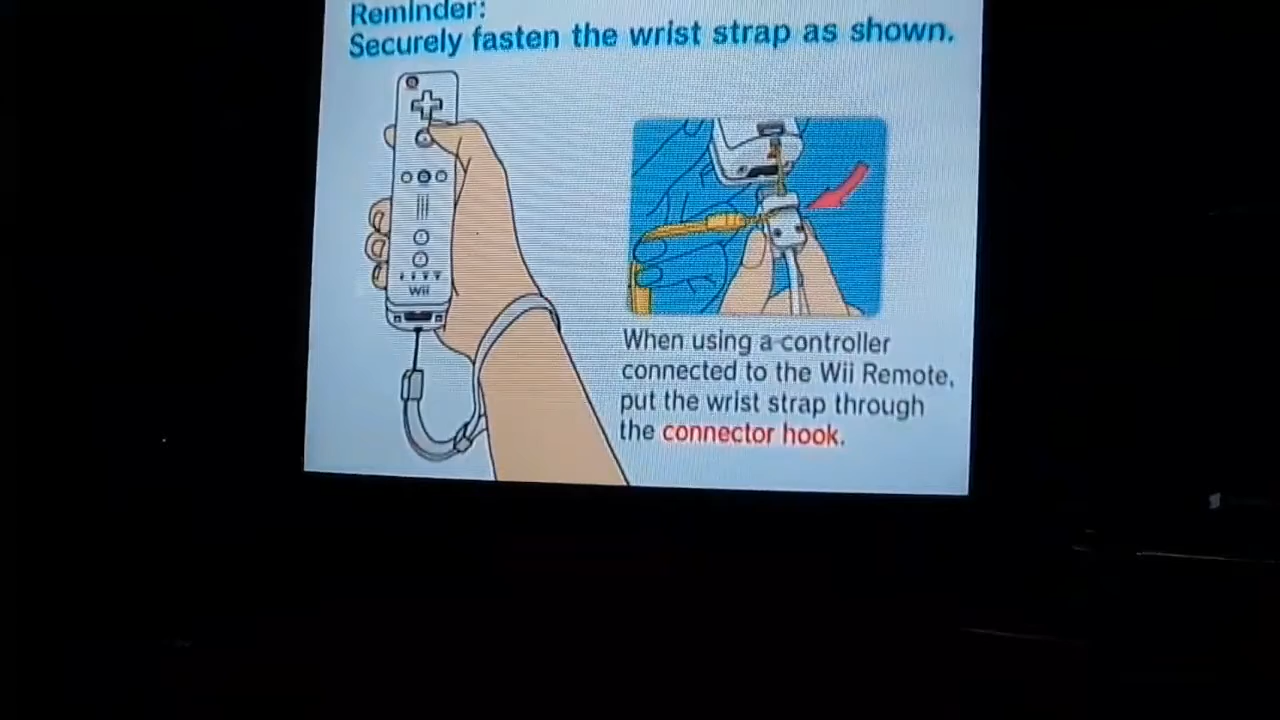 Reminder:
Securely fasten the wrist strap as shown.
Wii
When using a controller
connected to the Wii Remote,
put the wrist strap through
the connector hook.